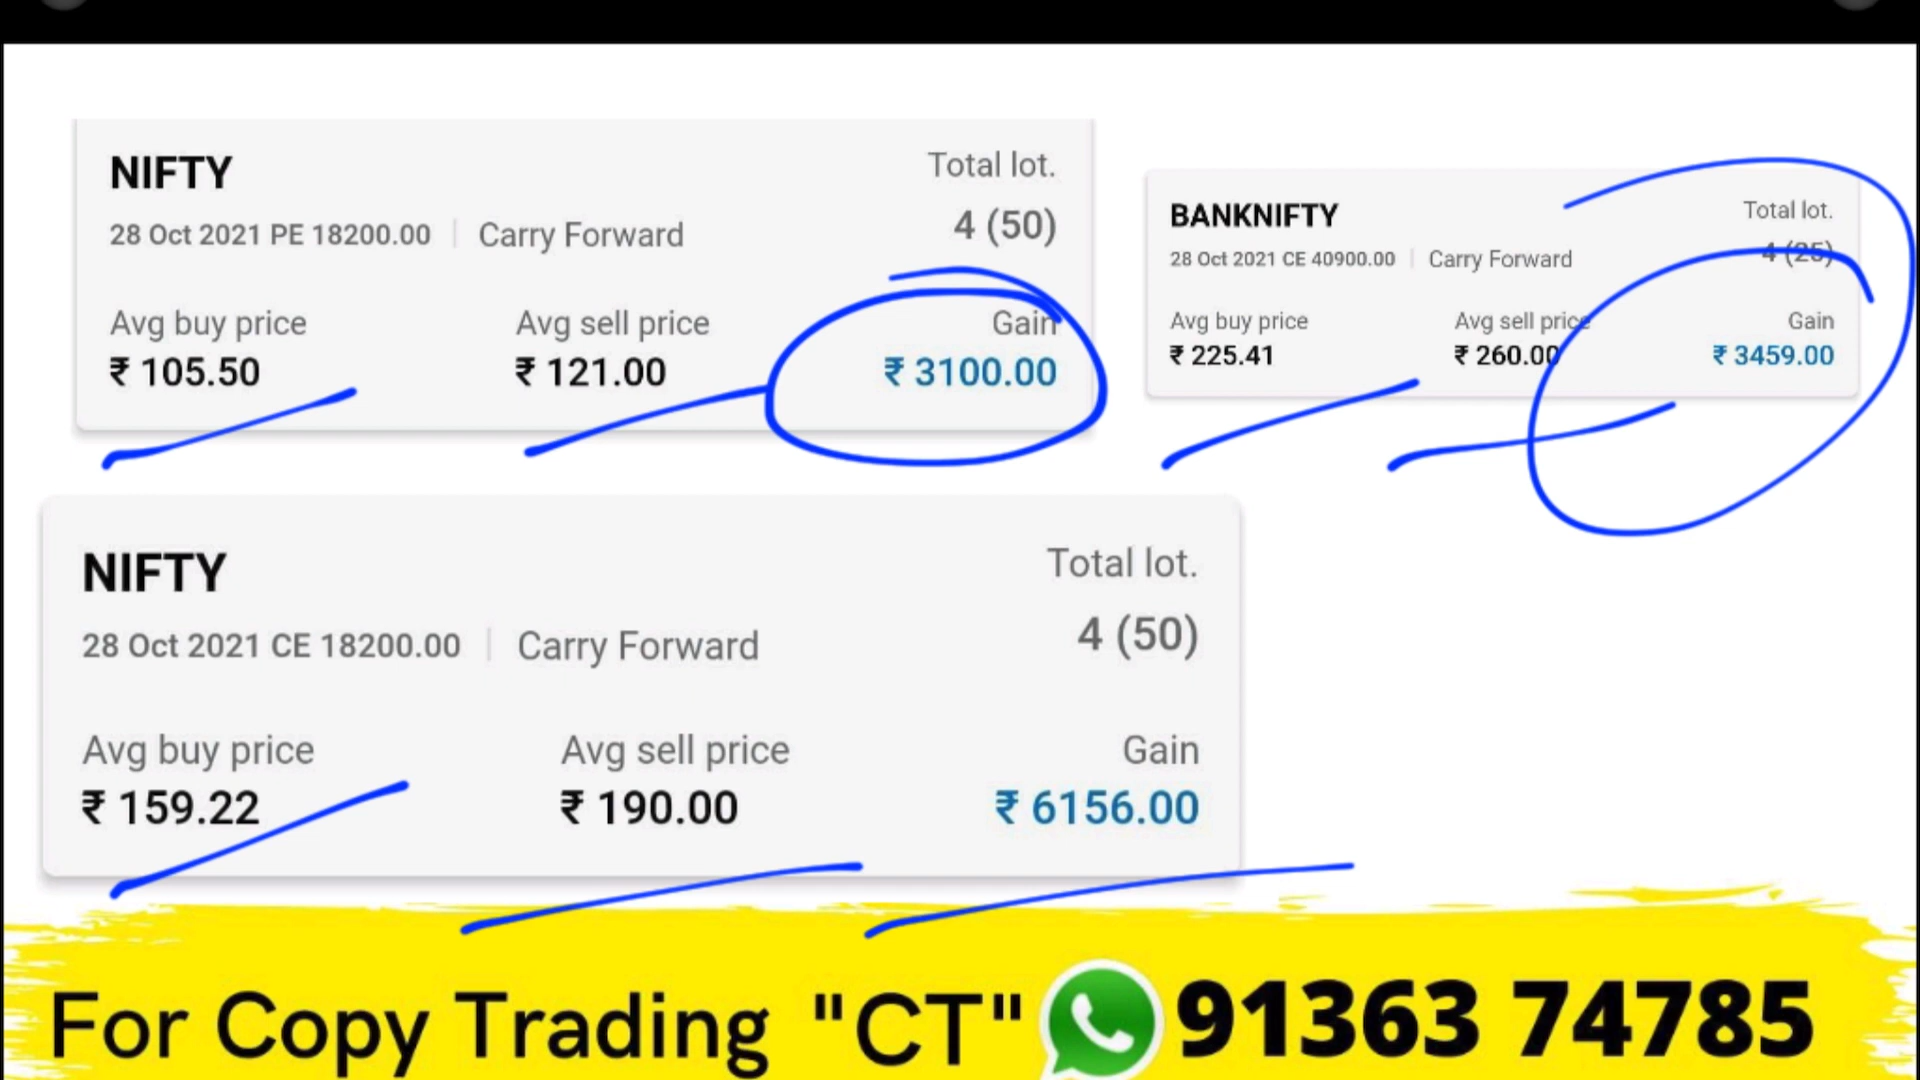 NIFTY
Total lot.
28 Oct 2021 PE 18200.00 | Carry Forward
4 (50)
Avg buy price
Avg sell price
Gain
₹ 105.50
₹ 121.00
₹ 3100.00
BANKNIFTY
Total lot.
28 Oct 2021 CE 40900.00 | Carry Forward
4 (25)
Avg buy price
Avg sell price
Gain
₹ 225.41
₹ 260.00
₹ 3459.00
NIFTY
Total lot.
28 Oct 2021 CE 18200.00 | Carry Forward
4 (50)
Avg buy price
Avg sell price
Gain
₹ 159.22
₹ 190.00
₹ 6156.00
For Copy Trading "CT" 91363 74785